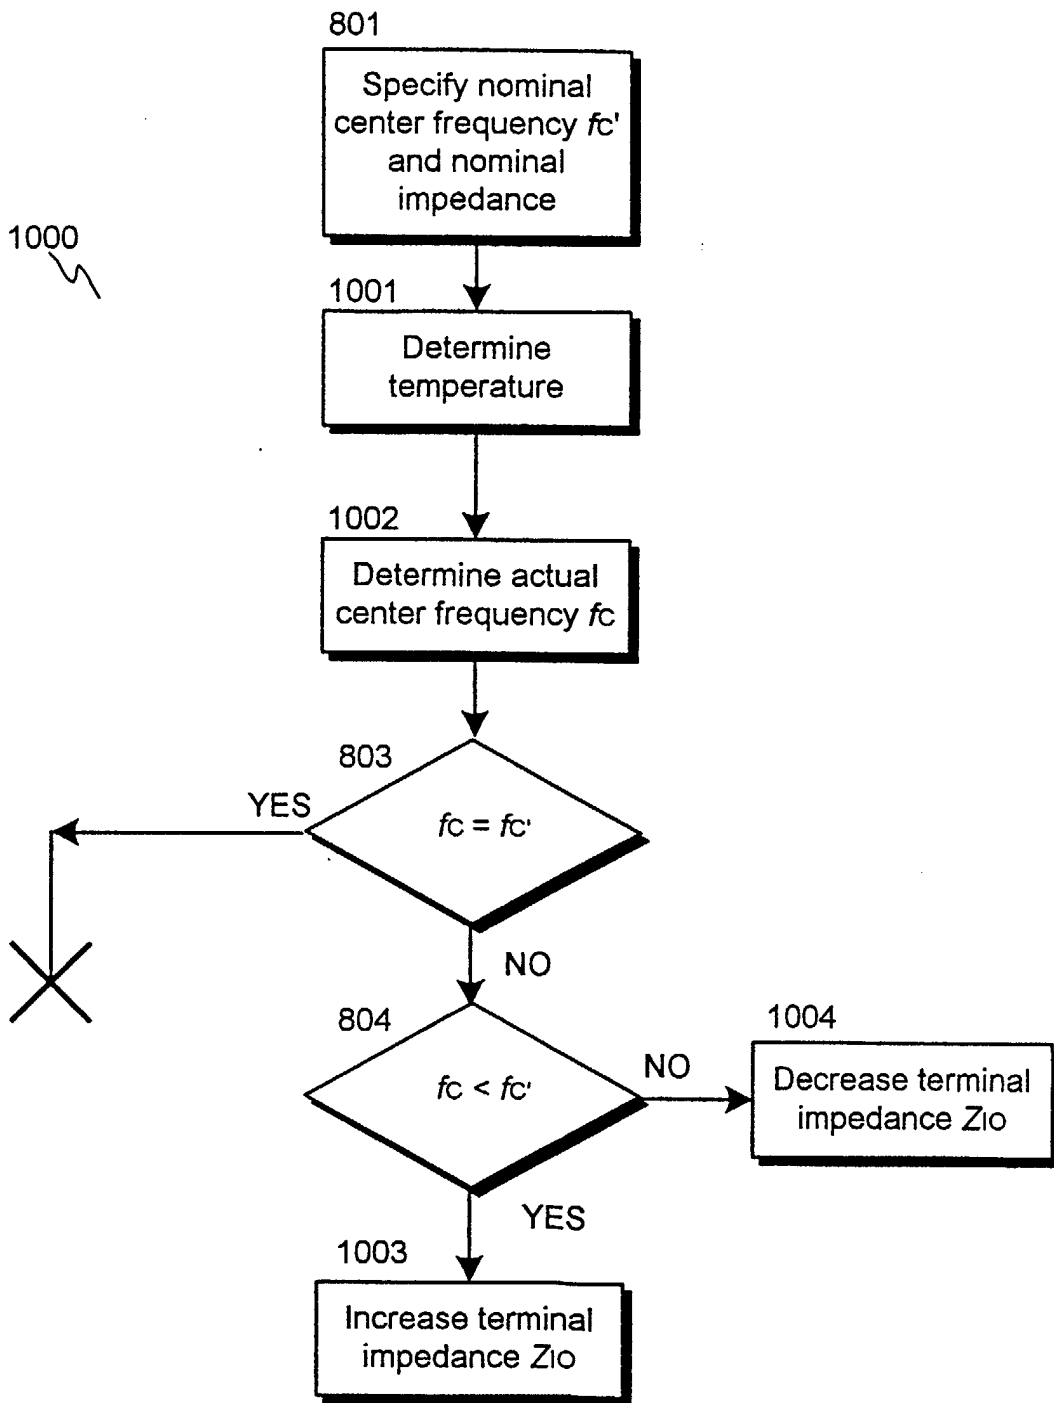 801
Specify nominal
center frequency fc'
and nominal
impedance
1000
1001
Determine
temperature
1002
Determine actual
center frequency fc
803
YES
fc = fc'
NO
804
fc < fc'
NO
1004
Decrease terminal
impedance ZIO
YES
1003
Increase terminal
impedance ZIO